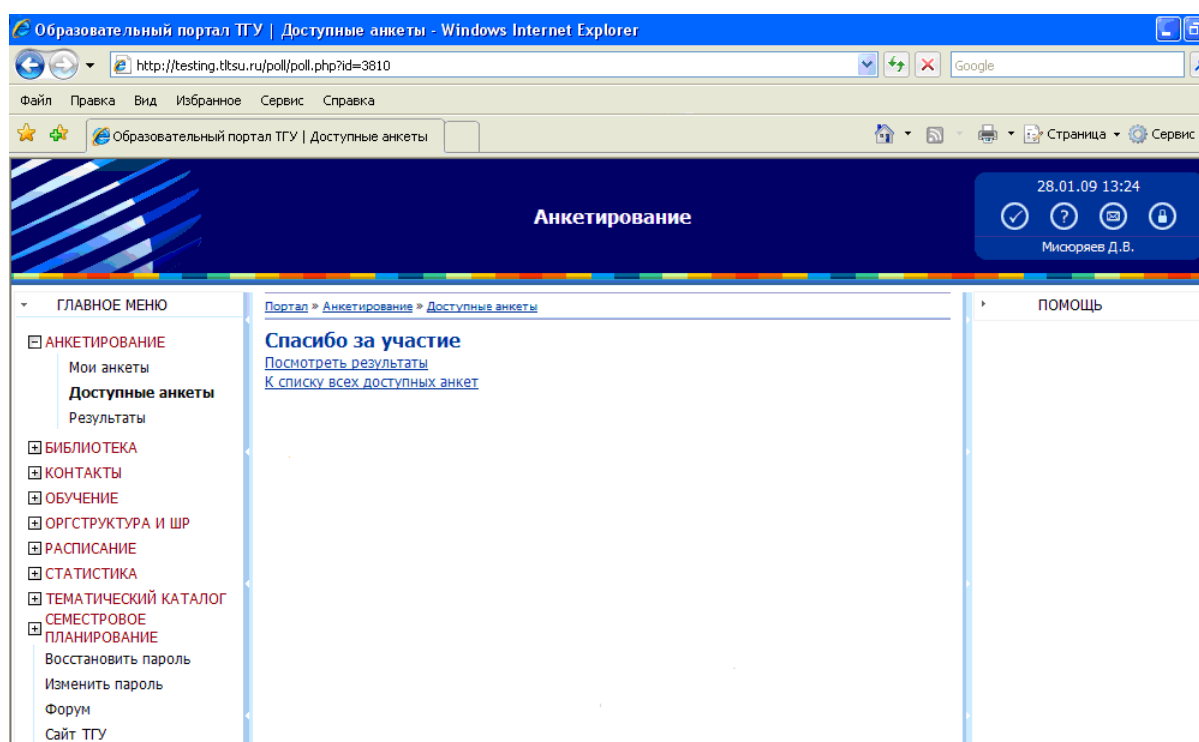 Образовательный портал ТГУ | Доступные анкеты - Windows Internet Explorer
http://testing.tltsu.ru/poll/poll.php?id=3810
Google
Файл Правка Вид Избранное Сервис Справка
Образовательный портал ТГУ | Доступные анкеты
Страница
Сервис
Анкетирование
28.01.09 13:24
Мисюряев Д.В.
ГЛАВНОЕ МЕНЮ
АНКЕТИРОВАНИЕ
Мои анкеты
Доступные анкеты
Результаты
БИБЛИОТЕКА
КОНТАКТЫ
ОБУЧЕНИЕ
ОРГСТРУКТУРА И ШР
РАСПИСАНИЕ
СТАТИСТИКА
ТЕМАТИЧЕСКИЙ КАТАЛОГ
СЕМЕСТРОВОЕ
ПЛАНИРОВАНИЕ
Восстановить пароль
Изменить пароль
Форум
Сайт ТГУ
Портал » Анкетирование » Доступные анкеты
Спасибо за участие
Посмотреть результаты
К списку всех доступных анкет
ПОМОЩЬ